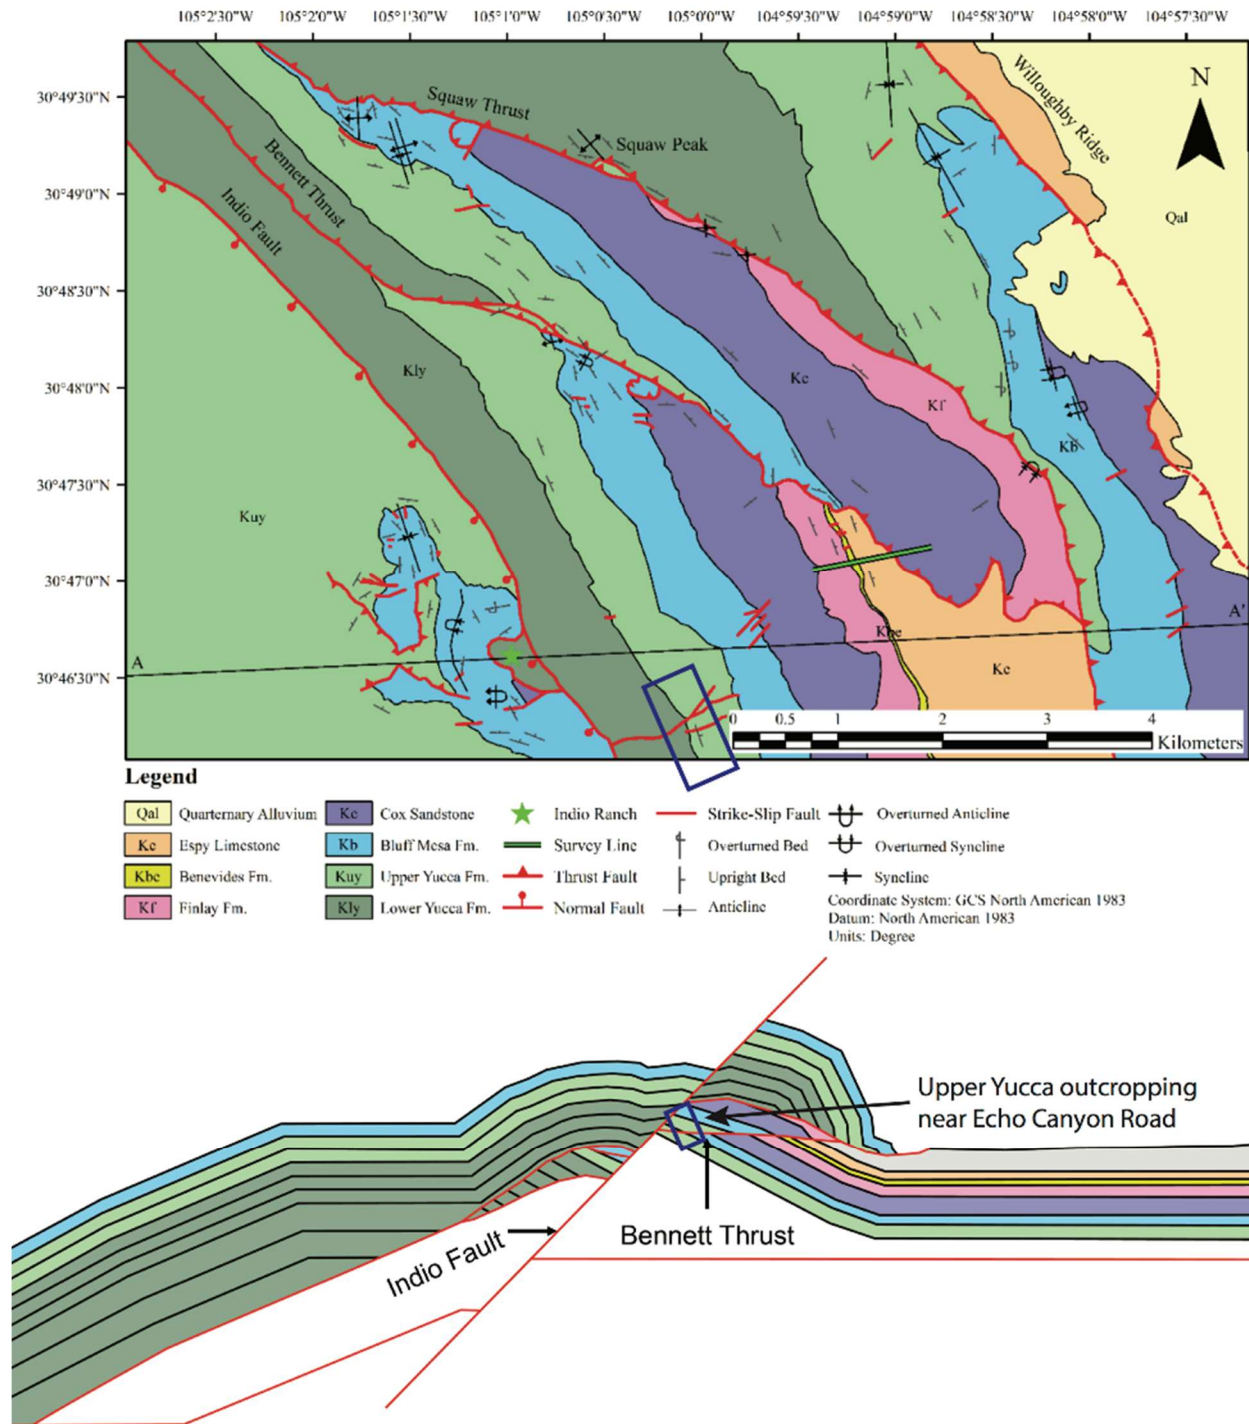 105°2'30"W 105°2'0"W 105°1'30"W 105°1'0"W 105°0'30"W 105°0'0"W 104°59'30"W 104°59'0"W 104°58'30"W 104°58'0"W 104°57'30"W
30°49'30"N
30°49'0"N
30°48'30"N
30°48'0"N
30°47'30"N
30°47'0"N
30°46'30"N
Squaw Thrust
Squaw Peak
Willoughby Ridge
N
Bennett Thrust
Indio Fault
Qal
Kly
Kc
Kf
Kb
Kuy
Kbe
Ke
A
A'
0 0.5 1 2 3 4
Kilometers
Legend
Qal Quarternary Alluvium
Ke Espy Limestone
Kbe Benevides Fm.
Kf Finlay Fm.
Kc Cox Sandstone
Kb Bluff Mesa Fm.
Kuy Upper Yucca Fm.
Kly Lower Yucca Fm.
Indio Ranch
Survey Line
Thrust Fault
Normal Fault
Strike-Slip Fault
Overturned Bed
Upright Bed
Anticline
Overturned Anticline
Overturned Syncline
Syncline
Coordinate System: GCS North American 1983
Datum: North American 1983
Units: Degree
Upper Yucca outcropping
near Echo Canyon Road
Bennett Thrust
Indio Fault